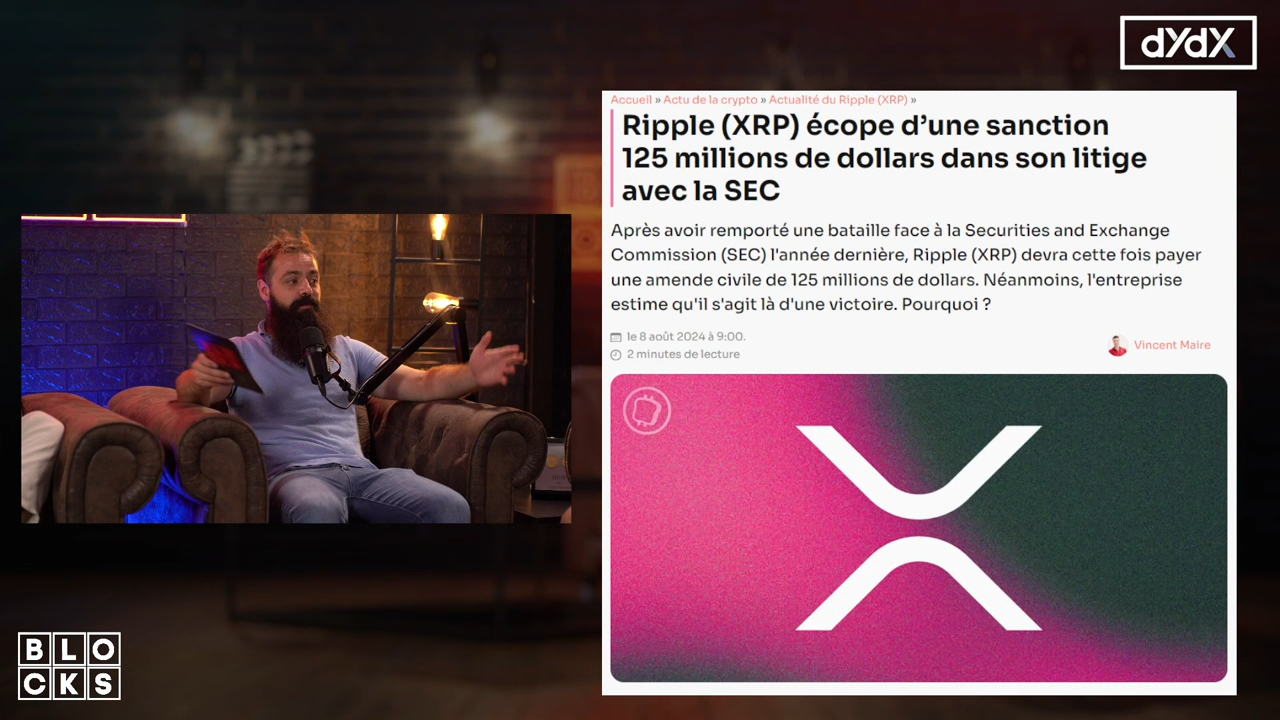 dYdX
Accueil » Actu de la crypto » Actualité du Ripple (XRP) »
Ripple (XRP) écope d’une sanction
125 millions de dollars dans son litige
avec la SEC
Après avoir remporté une bataille face à la Securities and Exchange
Commission (SEC) l'année dernière, Ripple (XRP) devra cette fois payer
une amende civile de 125 millions de dollars. Néanmoins, l'entreprise
estime qu'il s'agit là d'une victoire. Pourquoi ?
le 8 août 2024 à 9:00.
2 minutes de lecture
Vincent Maire
BLO
CKS